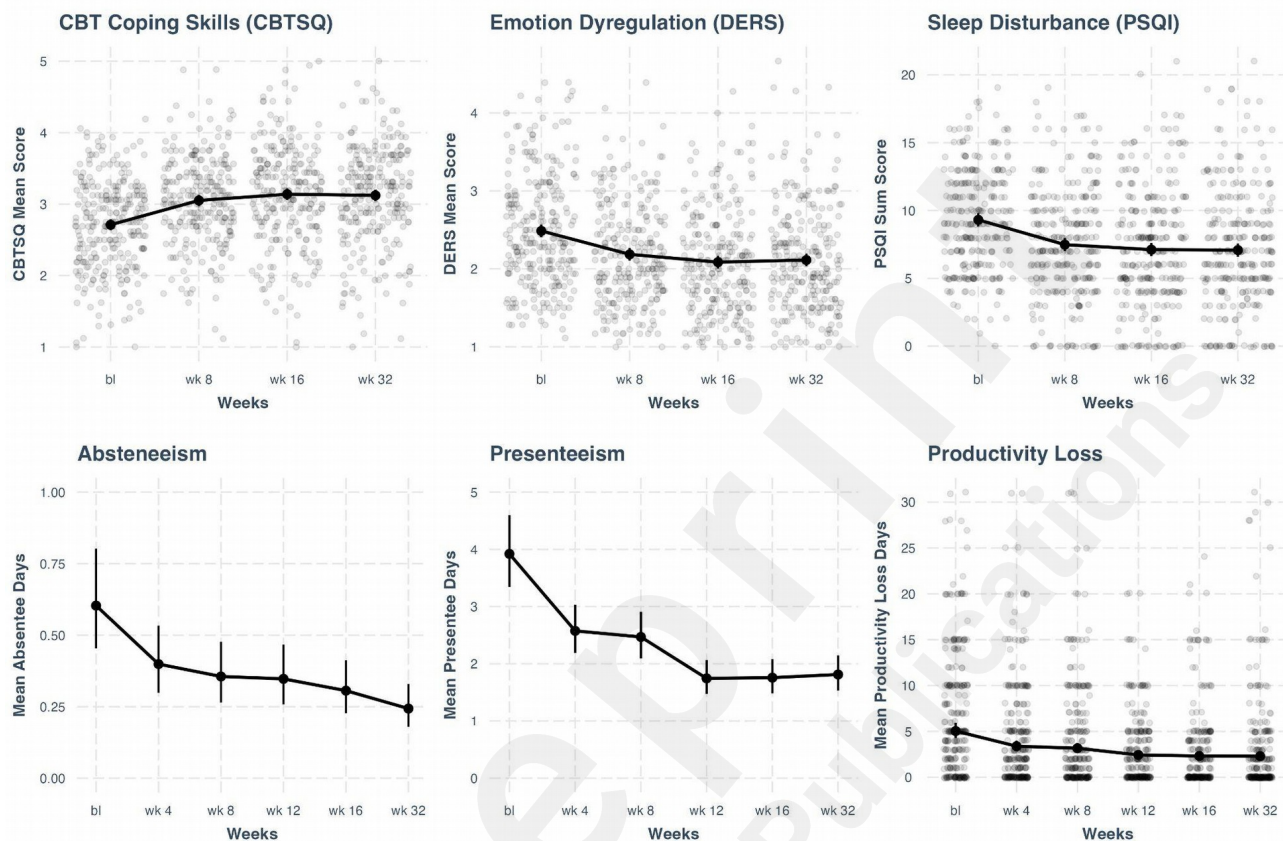 CBT Coping Skills (CBTSQ)
CBTSQ Mean Score
5
4
3
2
1
bl wk 8 wk 16 wk 32
Weeks
Emotion Dyregulation (DERS)
DERS Mean Score
4
3
2
1
bl wk 8 wk 16 wk 32
Weeks
Sleep Disturbance (PSQI)
PSQI Sum Score
20
15
10
5
0
bl wk 8 wk 16 wk 32
Weeks
Absteneeism
Mean Absentee Days
1.00
0.75
0.50
0.25
0.00
bl wk 4 wk 8 wk 12 wk 16 wk 32
Weeks
Presenteeism
Mean Presentee Days
5
4
3
2
1
0
bl wk 4 wk 8 wk 12 wk 16 wk 32
Weeks
Productivity Loss
Mean Productivity Loss Days
30
25
20
15
10
5
0
bl wk 4 wk 8 wk 12 wk 16 wk 32
Weeks
eprin
Publications